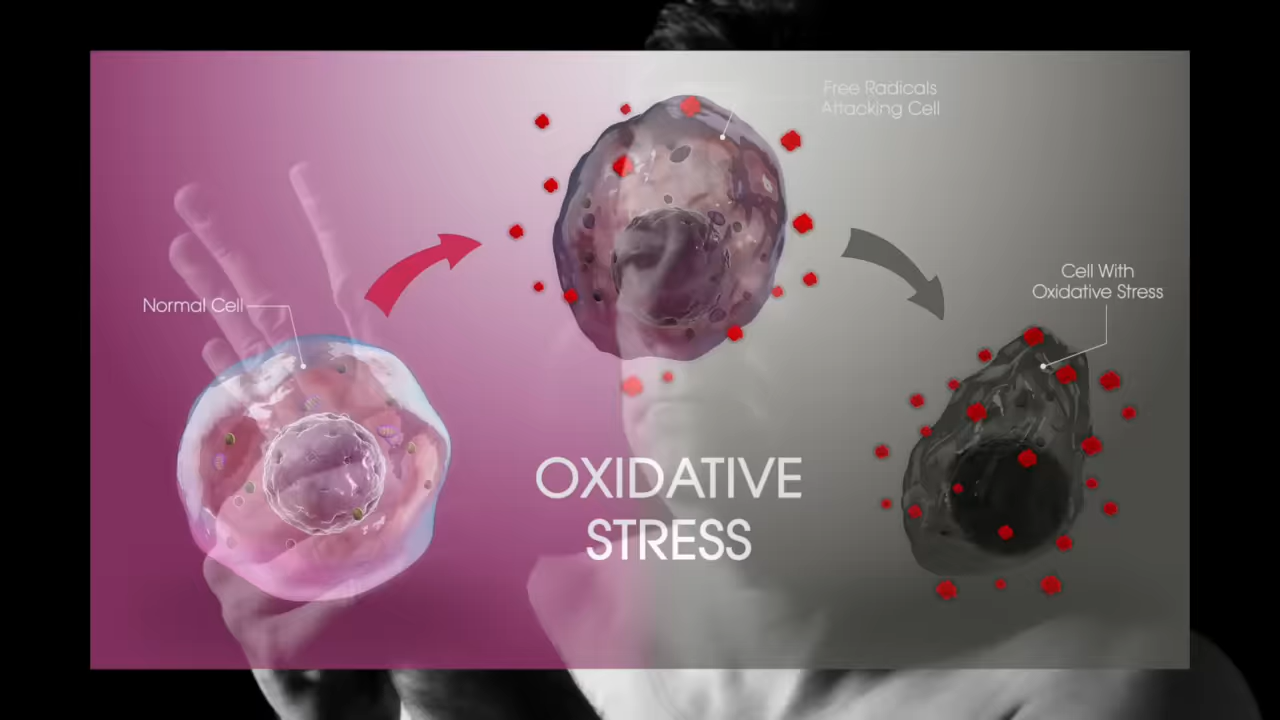 Free Radicals
Attacking Cell
Normal Cell
Cell With
Oxidative Stress
OXIDATIVE
STRESS